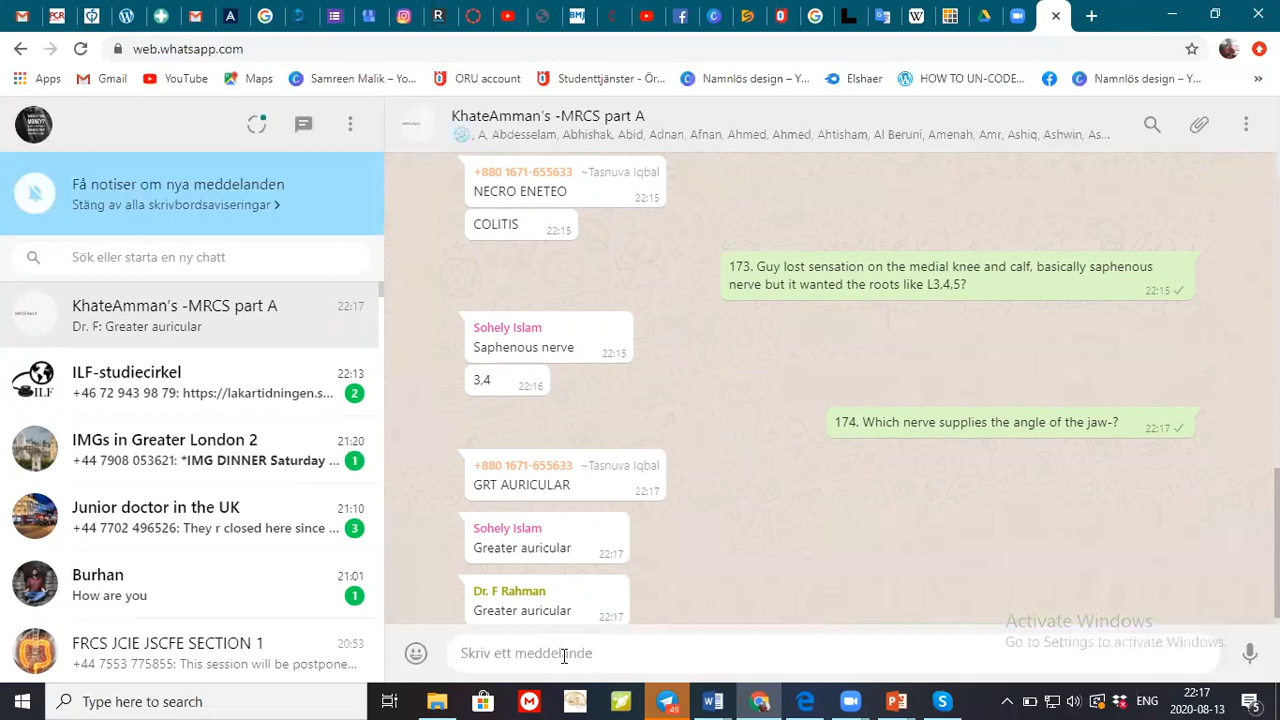 web.whatsapp.com
Apps
Gmail
YouTube
Maps
Samreen Malik – Yo...
ORU account
Studenttjänster - Ör...
Namnlös design – Y...
Elshaer
HOW TO UN-CODE...
Namnlös design – Y...
»
KhateAmman's -MRCS part A
A, Abdesselam, Abhishak, Abid, Adnan, Afnan, Ahmed, Ahmed, Ahtisham, Al Beruni, Amenah, Amr, Ashiq, Ashwin, As...
Få notiser om nya meddelanden
Stäng av alla skrivbordsaviseringar >
Sök eller starta en ny chatt
KhateAmman's -MRCS part A 22:17
Dr. F: Greater auricular
ILF-studiecirkel 22:13
+46 72 943 98 79: https://lakartidningen.s... 2
IMGs in Greater London 2 21:20
+44 7908 053621: *IMG DINNER Saturday ... 1
Junior doctor in the UK 21:10
+44 7702 496526: They r closed here since ... 3
Burhan 21:01
How are you 1
FRCS JCIE JSCFE SECTION 1 20:53
+44 7553 775855: This session will be postpone...
+880 1671-655633 ~Tasnuva Iqbal
NECRO ENETEO 22:15
COLITIS 22:15
173. Guy lost sensation on the medial knee and calf, basically saphenous
nerve but it wanted the roots like L3,4,5? 22:15
Sohely Islam
Saphenous nerve 22:15
3,4 22:16
174. Which nerve supplies the angle of the jaw-? 22:17
+880 1671-655633 ~Tasnuva Iqbal
GRT AURICULAR 22:17
Sohely Islam
Greater auricular 22:17
Dr. F Rahman
Greater auricular 22:17
Activate Windows
Go to Settings to activate Windows.
Skriv ett meddelande
Type here to search
49
ENG
22:17
2020-08-13